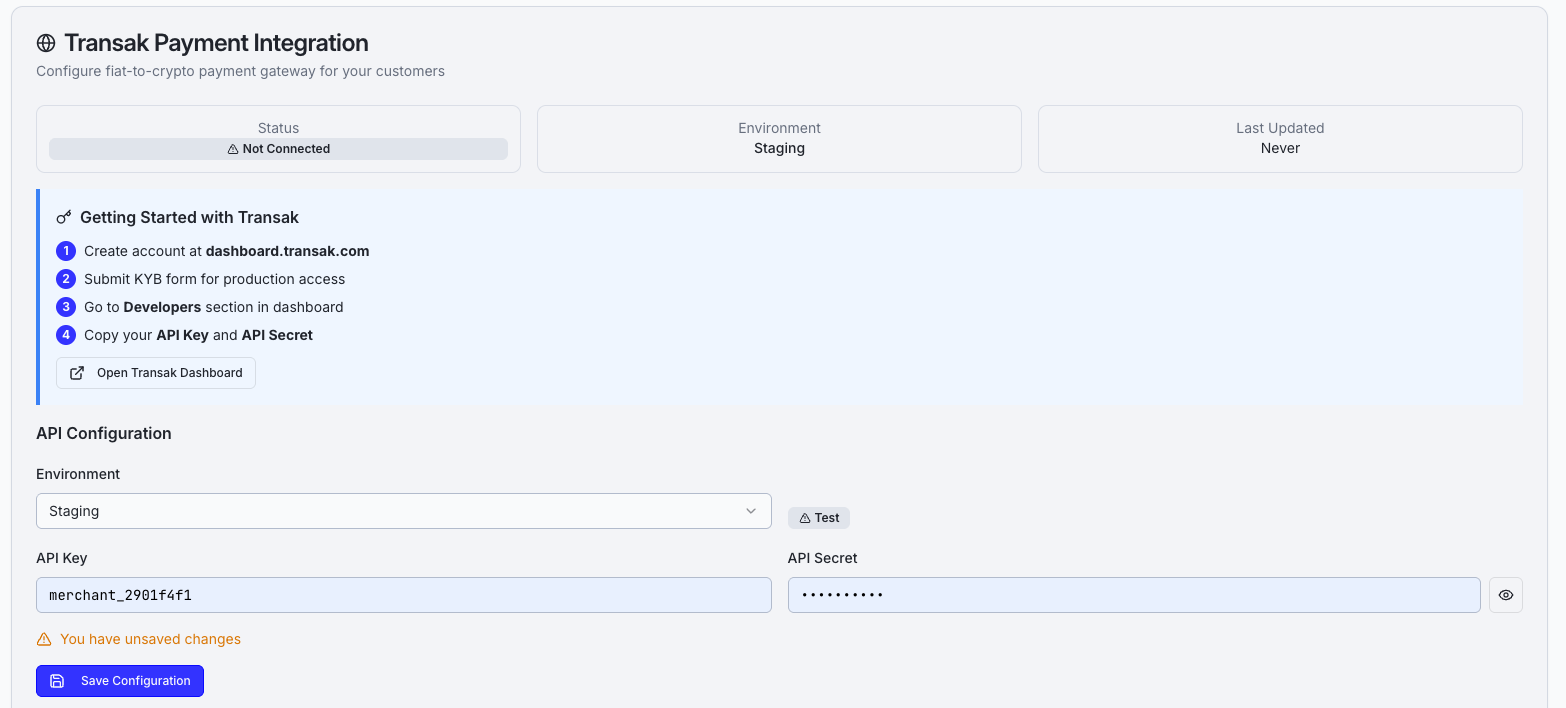 Transak Payment Integration
Configure fiat-to-crypto payment gateway for your customers
Status
Not Connected
Environment
Staging
Last Updated
Never
Getting Started with Transak
1 Create account at dashboard.transak.com
2 Submit KYB form for production access
3 Go to Developers section in dashboard
4 Copy your API Key and API Secret
Open Transak Dashboard
API Configuration
Environment
Staging
Test
API Key
API Secret
merchant_2901f4f1
••••••••••
You have unsaved changes
Save Configuration